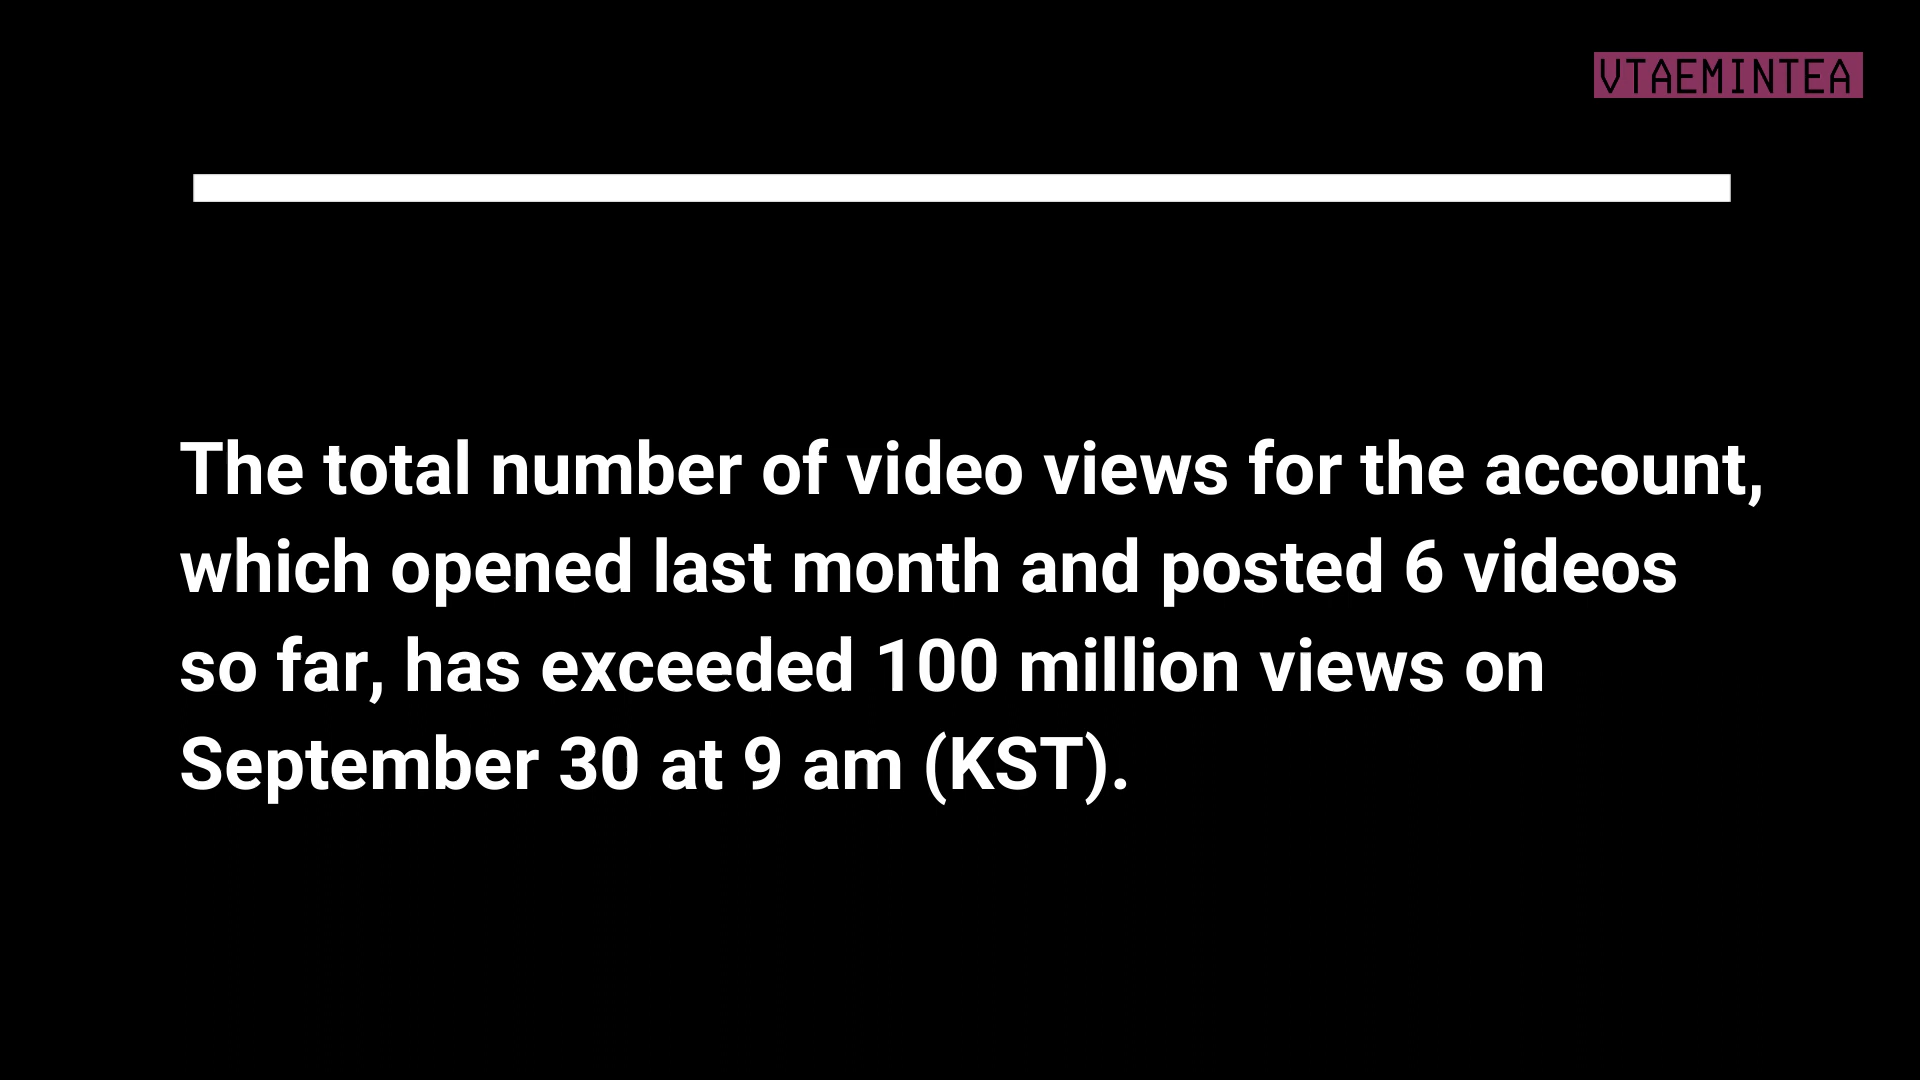 VTAEMINTEA
The total number of video views for the account,
which opened last month and posted 6 videos
so far, has exceeded 100 million views on
September 30 at 9 am (KST).